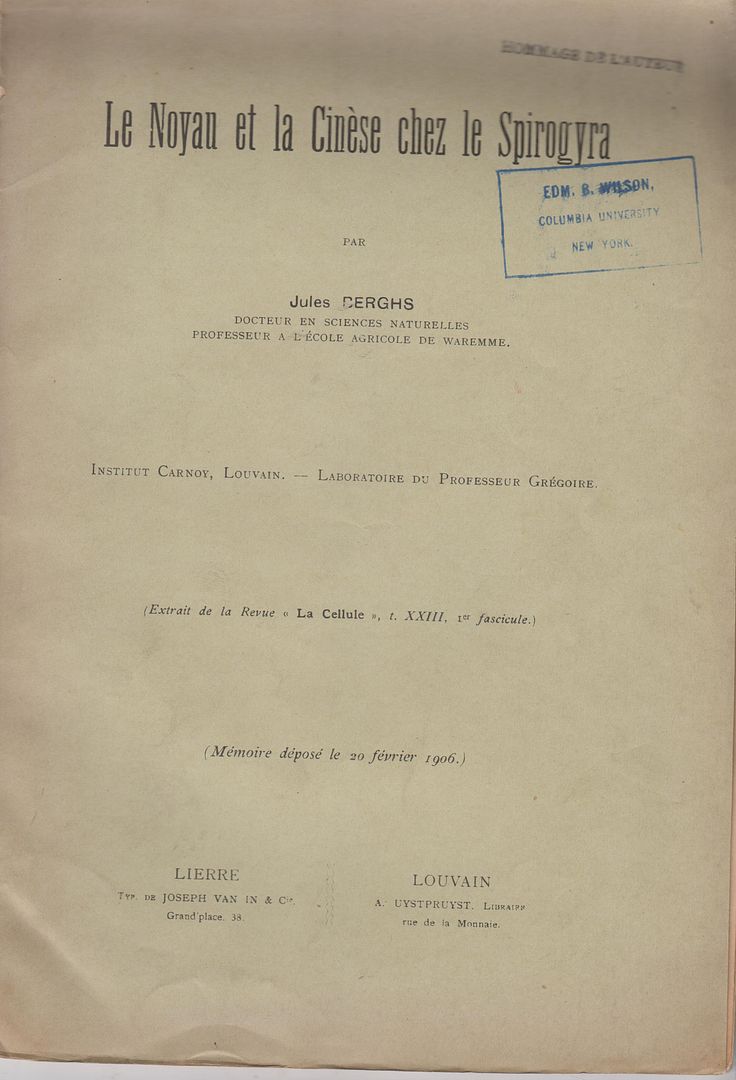 HOMMAGE DE L'AUTEUR
Le Noyau et la Cinèse chez le Spirogyra
EDM. B. WILSON,
COLUMBIA UNIVERSITY
NEW YORK.
PAR
Jules BERGHS
DOCTEUR EN SCIENCES NATURELLES
PROFESSEUR A L'ÉCOLE AGRICOLE DE WAREMME.
INSTITUT CARNOY, LOUVAIN. — LABORATOIRE DU PROFESSEUR GRÉGOIRE.
(Extrait de la Revue « La Cellule », t. XXIII, 1er fascicule.)
(Mémoire déposé le 20 février 1906.)
LIERRE
TYP. DE JOSEPH VAN IN & Cie.
Grand'place, 38.
LOUVAIN
A. UYSTPRUYST, LIBRAIRE
rue de la Monnaie.